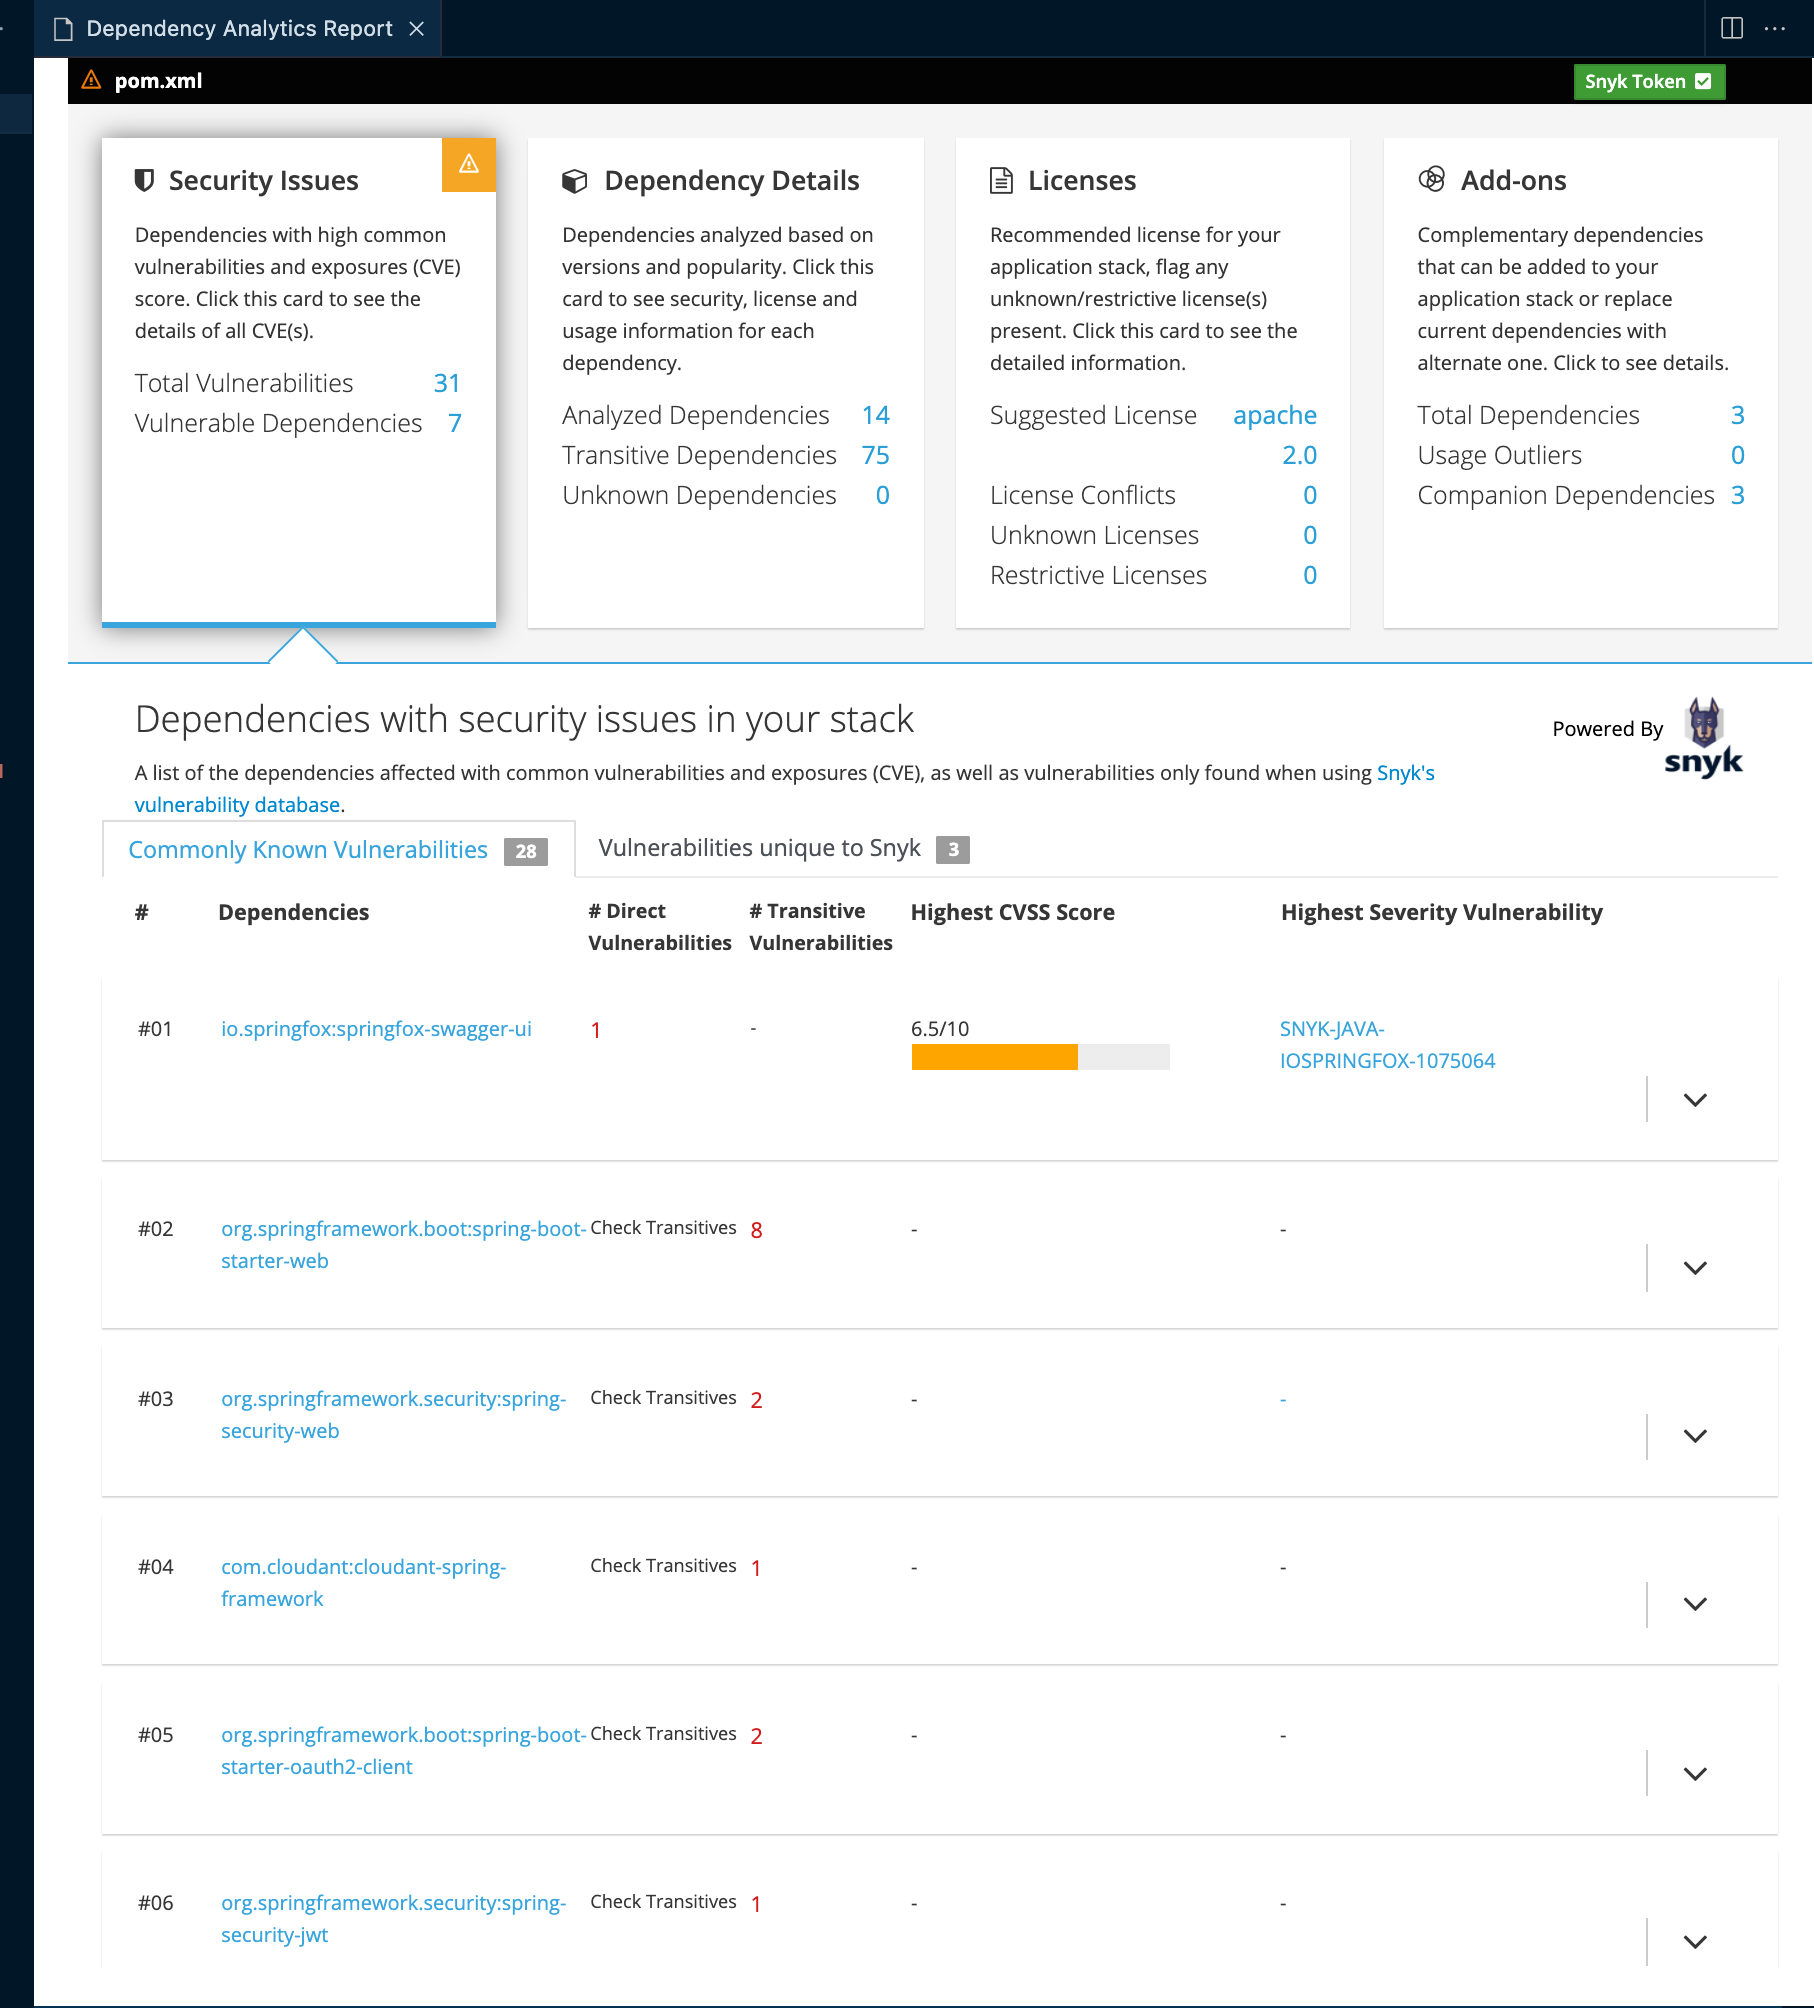 Dependency Analytics Report
pom.xml
Snyk Token
Security Issues
Dependencies with high common
vulnerabilities and exposures (CVE)
score. Click this card to see the
details of all CVE(s).
Total Vulnerabilities 31
Vulnerable Dependencies 7
Dependency Details
Dependencies analyzed based on
versions and popularity. Click this
card to see security, license and
usage information for each
dependency.
Analyzed Dependencies 14
Transitive Dependencies 75
Unknown Dependencies 0
Licenses
Recommended license for your
application stack, flag any
unknown/restrictive license(s)
present. Click this card to see the
detailed information.
Suggested License apache
2.0
License Conflicts 0
Unknown Licenses 0
Restrictive Licenses 0
Add-ons
Complementary dependencies
that can be added to your
application stack or replace
current dependencies with
alternate one. Click to see details.
Total Dependencies 3
Usage Outliers 0
Companion Dependencies 3
Dependencies with security issues in your stack
Powered By
snyk
A list of the dependencies affected with common vulnerabilities and exposures (CVE), as well as vulnerabilities only found when using Snyk's
vulnerability database.
Commonly Known Vulnerabilities 28
Vulnerabilities unique to Snyk 3
# Dependencies # Direct # Transitive Highest CVSS Score Highest Severity Vulnerability
Vulnerabilities Vulnerabilities
#01 io.springfox:springfox-swagger-ui 1 - 6.5/10 SNYK-JAVA-
IOSPRINGFOX-1075064
#02 org.springframework.boot:spring-boot- Check Transitives 8 - -
starter-web
#03 org.springframework.security:spring- Check Transitives 2 - -
security-web
#04 com.cloudant:cloudant-spring- Check Transitives 1 - -
framework
#05 org.springframework.boot:spring-boot- Check Transitives 2 - -
starter-oauth2-client
#06 org.springframework.security:spring- Check Transitives 1 - -
security-jwt